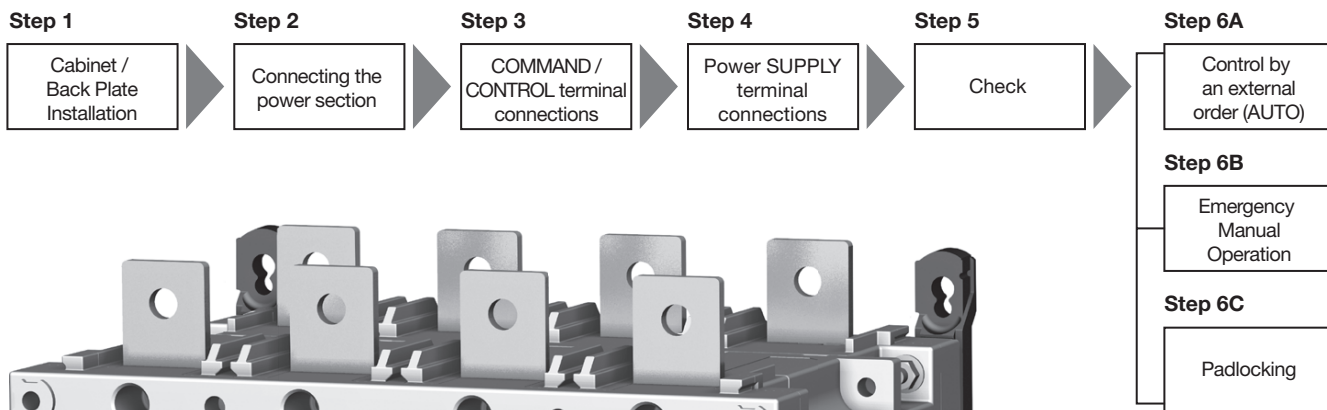 Step 1
Cabinet /
Back Plate
Installation
Step 2
Connecting the
power section
Step 3
COMMAND /
CONTROL terminal
connections
Step 4
Power SUPPLY
terminal
connections
Step 5
Check
Step 6A
Control by
an external
order (AUTO)
Step 6B
Emergency
Manual
Operation
Step 6C
Padlocking